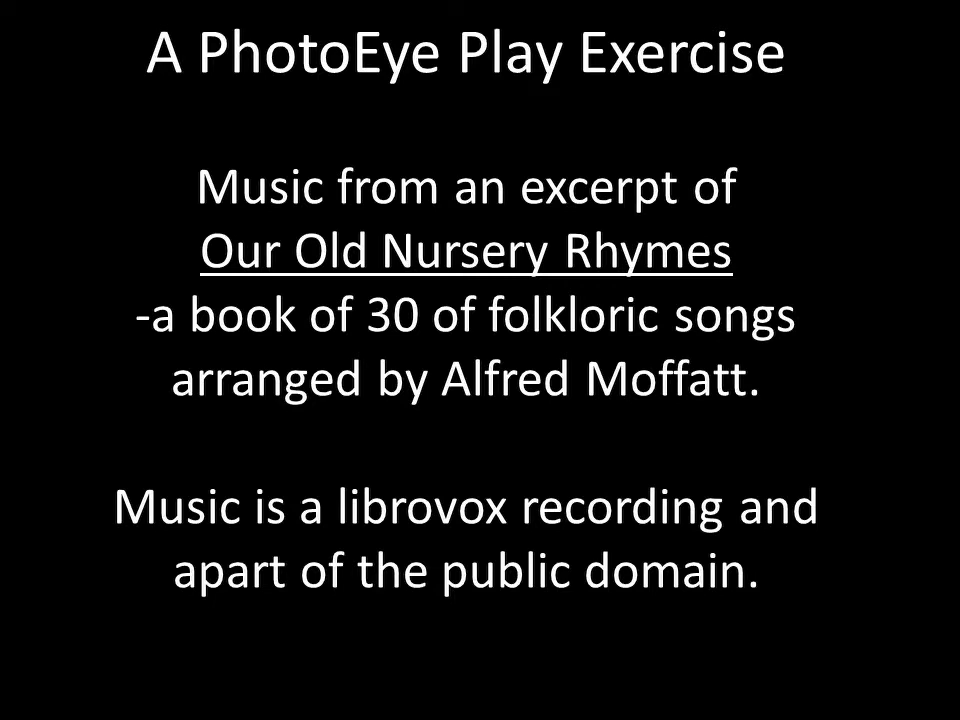 A PhotoEye Play Exercise
Music from an excerpt of
Our Old Nursery Rhymes
-a book of 30 of folkloric songs
arranged by Alfred Moffatt.
Music is a librovox recording and
apart of the public domain.